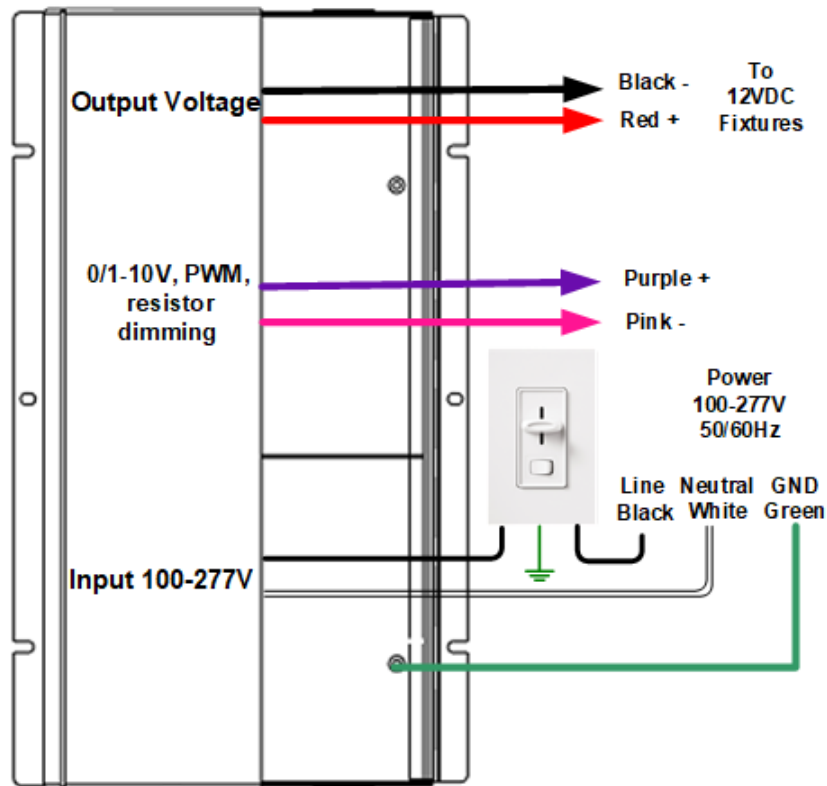 Output Voltage
Black -
Red +
To
12VDC
Fixtures
0/1-10V, PWM,
resistor
dimming
Purple +
Pink -
Power
100-277V
50/60Hz
Line Neutral GND
Black White Green
Input 100-277V